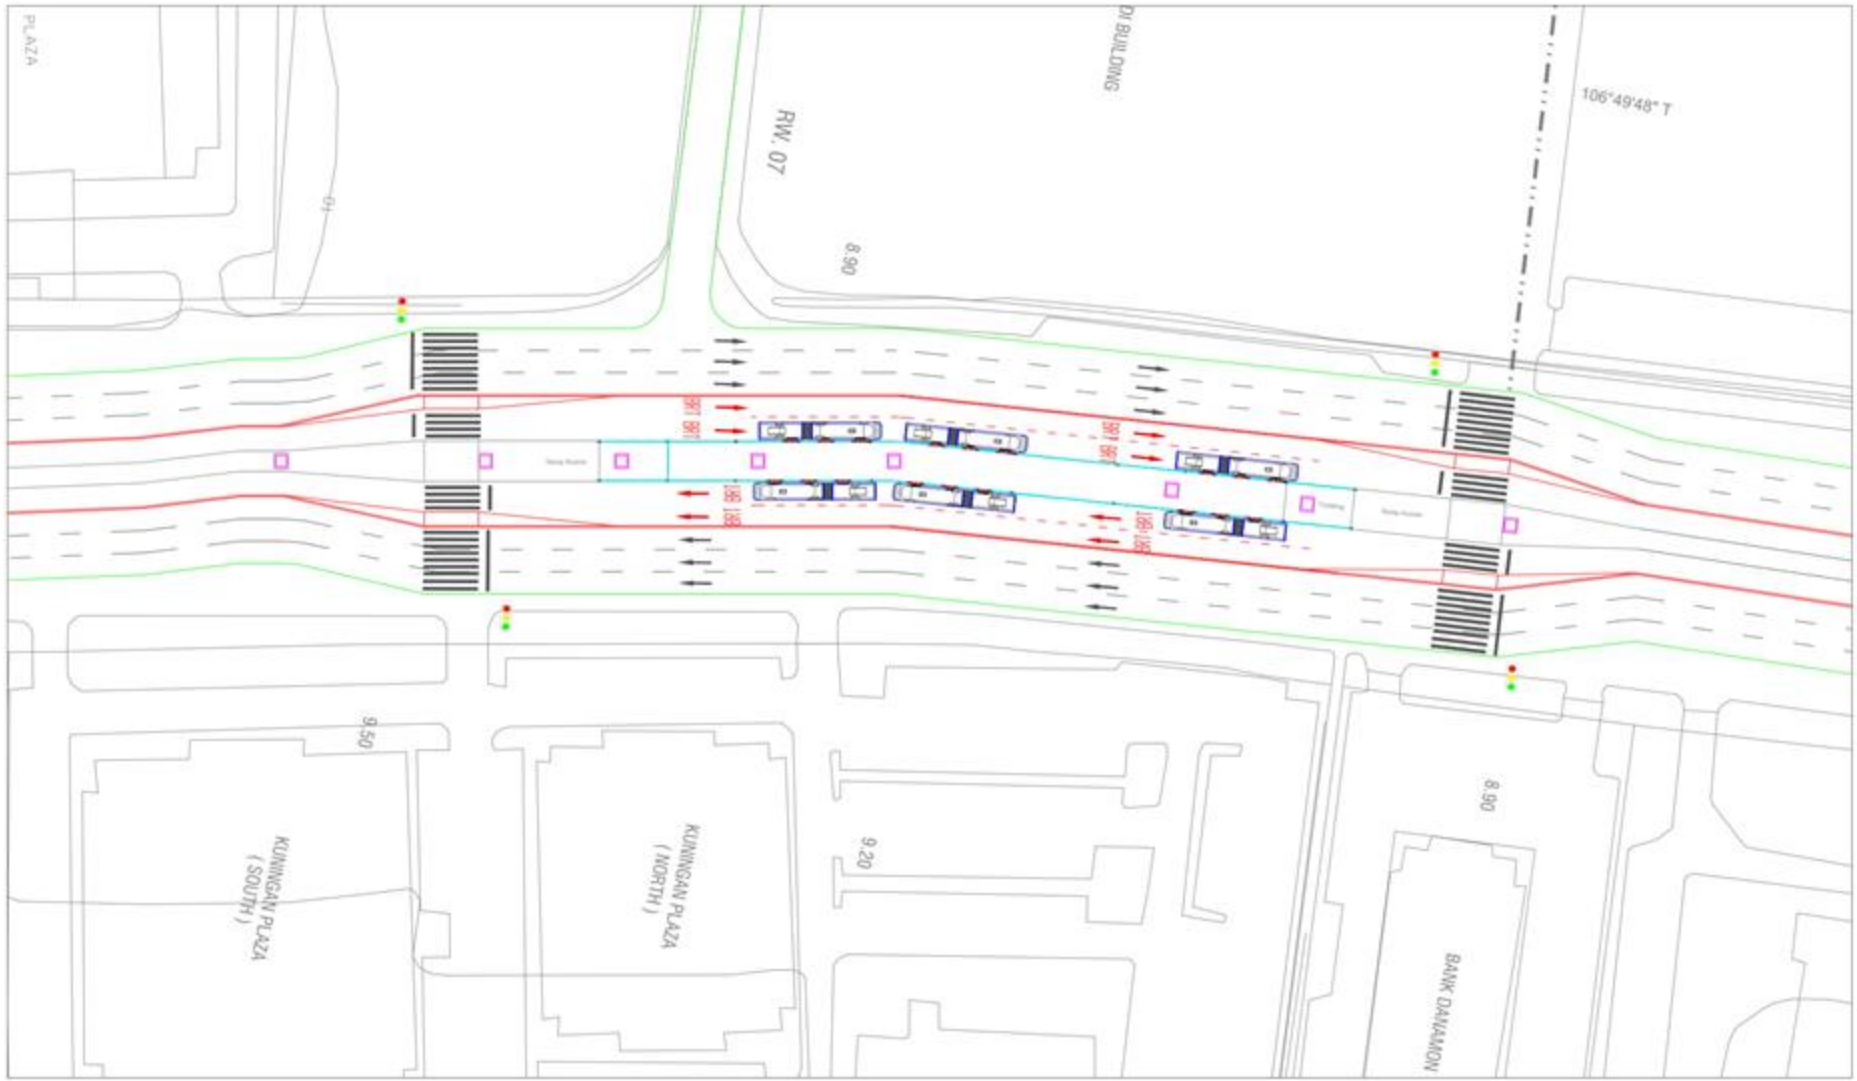 PLAZA
DI BUILDING
106°49'48" T
RW. 07
8.90
BRT BRT
BRT BRT
BRT BRT
BRT BRT
9.50
9.20
8.90
KUNINGAN PLAZA
( SOUTH )
KUNINGAN PLAZA
( NORTH )
BANK DANAMON